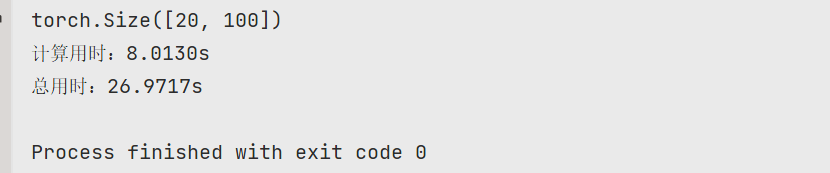 torch.Size([20, 100])
计算用时：8.0130s
总用时：26.9717s
Process finished with exit code 0